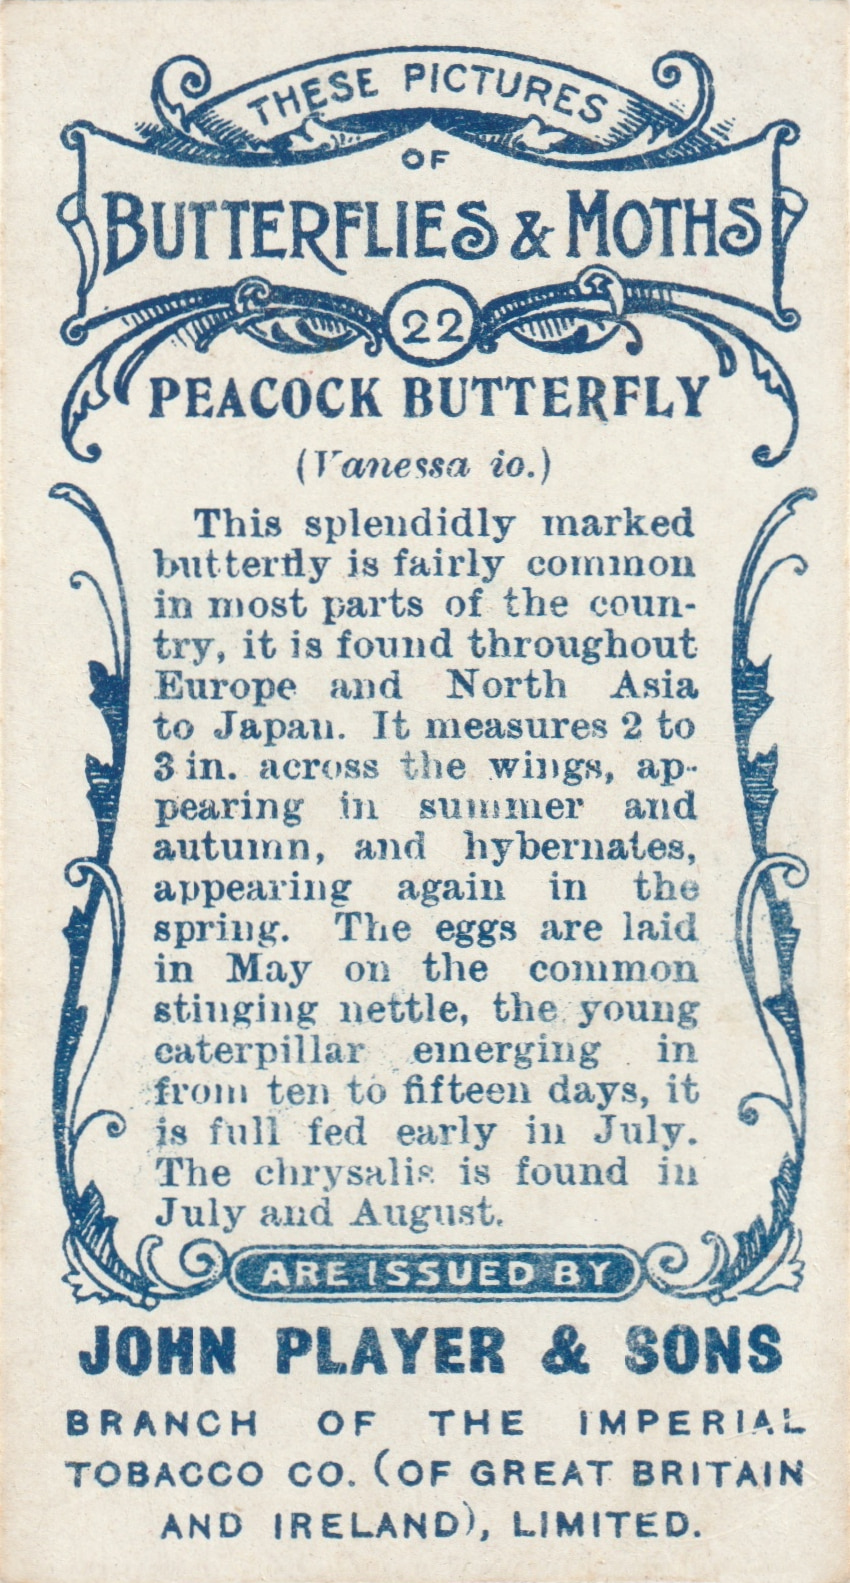 THESE PICTURES
OF
BUTTERFLIES & MOTHS
22
PEACOCK BUTTERFLY
(Vanessa io.)
This splendidly marked
butterfly is fairly common
in most parts of the coun-
try, it is found throughout
Europe and North Asia
to Japan. It measures 2 to
3 in. across the wings, ap-
pearing in summer and
autumn, and hybernates,
appearing again in the
spring. The eggs are laid
in May on the common
stinging nettle, the young
caterpillar emerging in
from ten to fifteen days, it
is full fed early in July.
The chrysalis is found in
July and August.
ARE ISSUED BY
JOHN PLAYER & SONS
BRANCH OF THE IMPERIAL
TOBACCO CO. (OF GREAT BRITAIN
AND IRELAND), LIMITED.